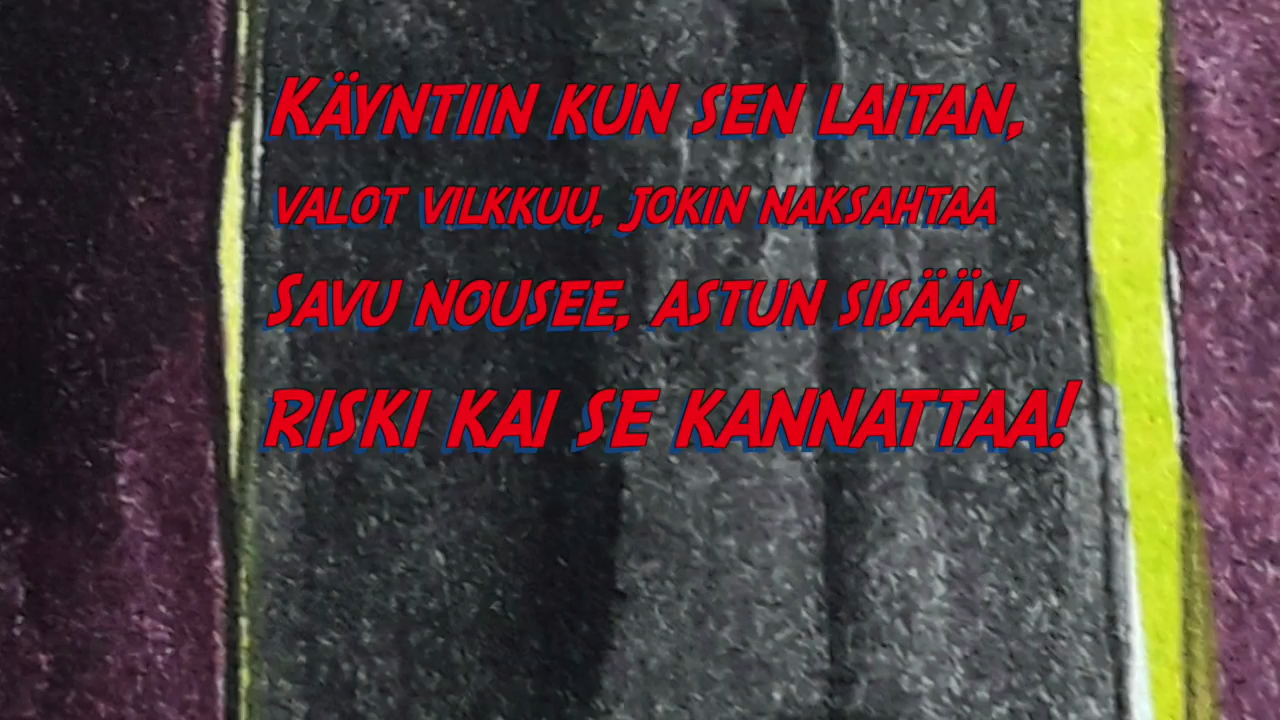 Käyntiin kun sen laitan,
valot vilkkuu, jokin naksahtaa
Savu nousee, astun sisään,
riski kai se kannattaa!